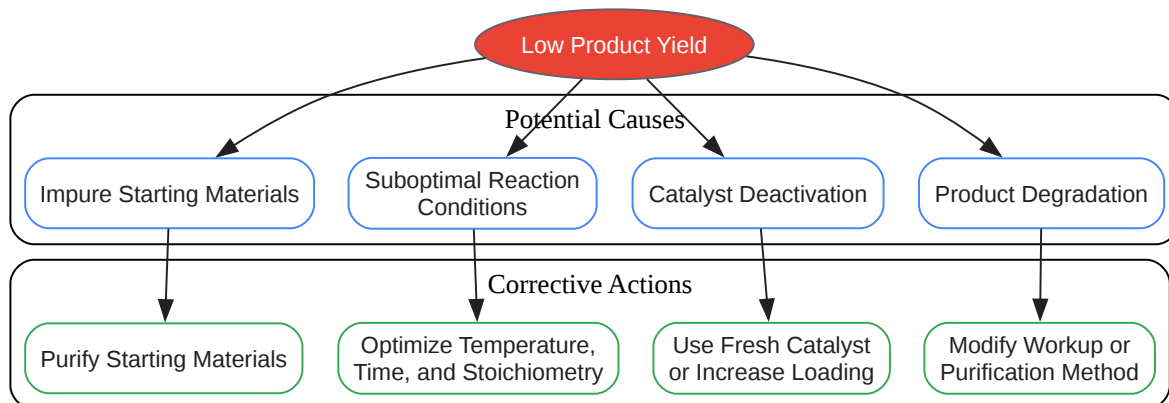 Low Product Yield
Potential Causes
Impure Starting Materials
Suboptimal Reaction
Conditions
Catalyst Deactivation
Product Degradation
Corrective Actions
Purify Starting Materials
Optimize Temperature,
Time, and Stoichiometry
Use Fresh Catalyst
or Increase Loading
Modify Workup or
Purification Method